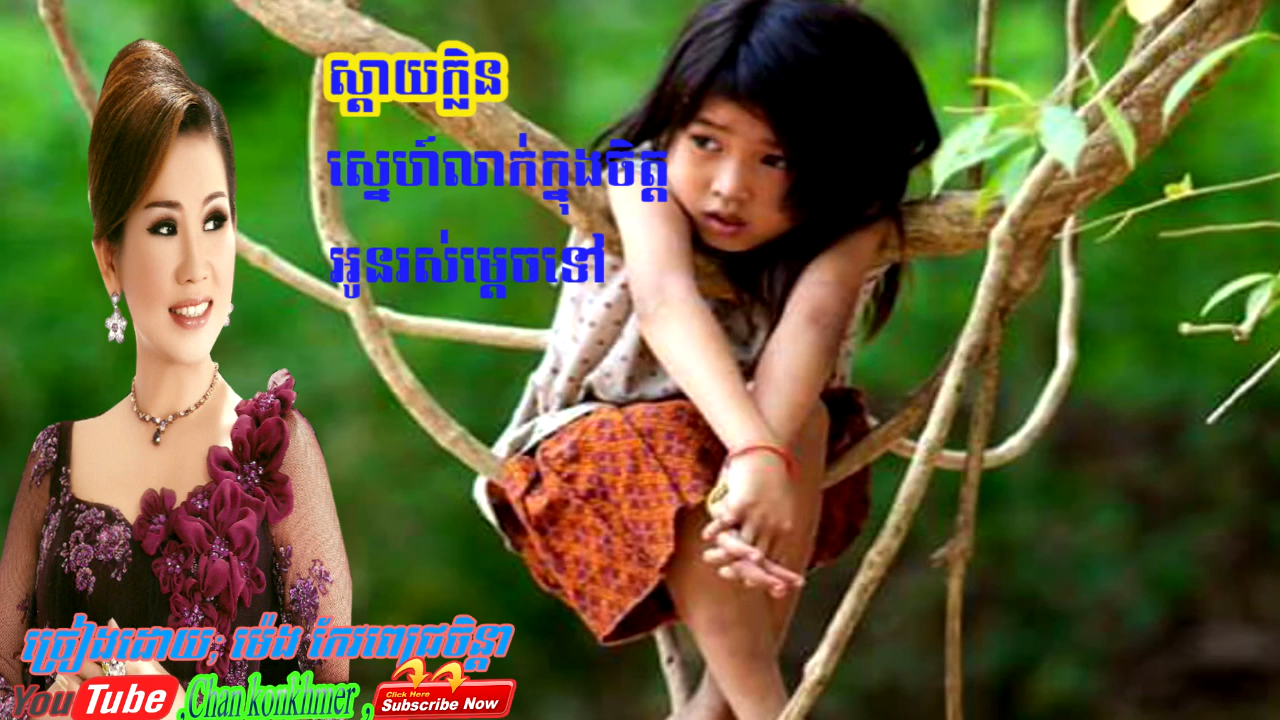 ស្តាយក្លិន
ស្នេហ៍លាក់ក្នុងចិត្ត
អូនរស់ម្តេចទៅ
ច្រៀងដោយ; ម៉េង កែវពេជ្រចិន្តា
YouTube ,Chan konkhmer , Click Here
Subscribe Now